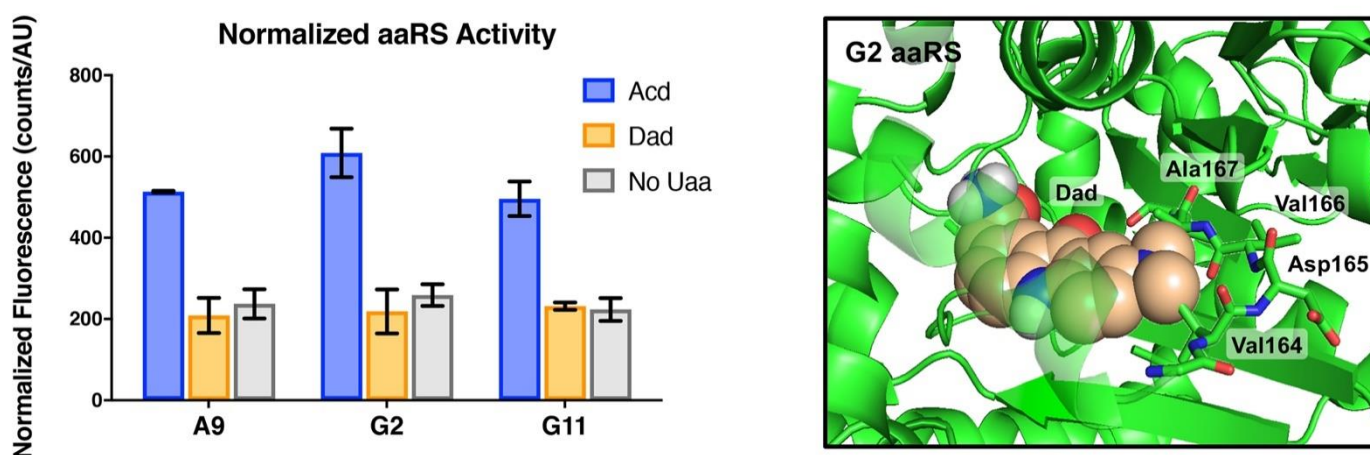 Normalized aaRS Activity
Normalized Fluorescence (counts/AU)
800
600
400
200
0
A9
G2
G11
Acd
Dad
No Uaa
G2 aaRS
Dad
Ala167
Val166
Asp165
Val164